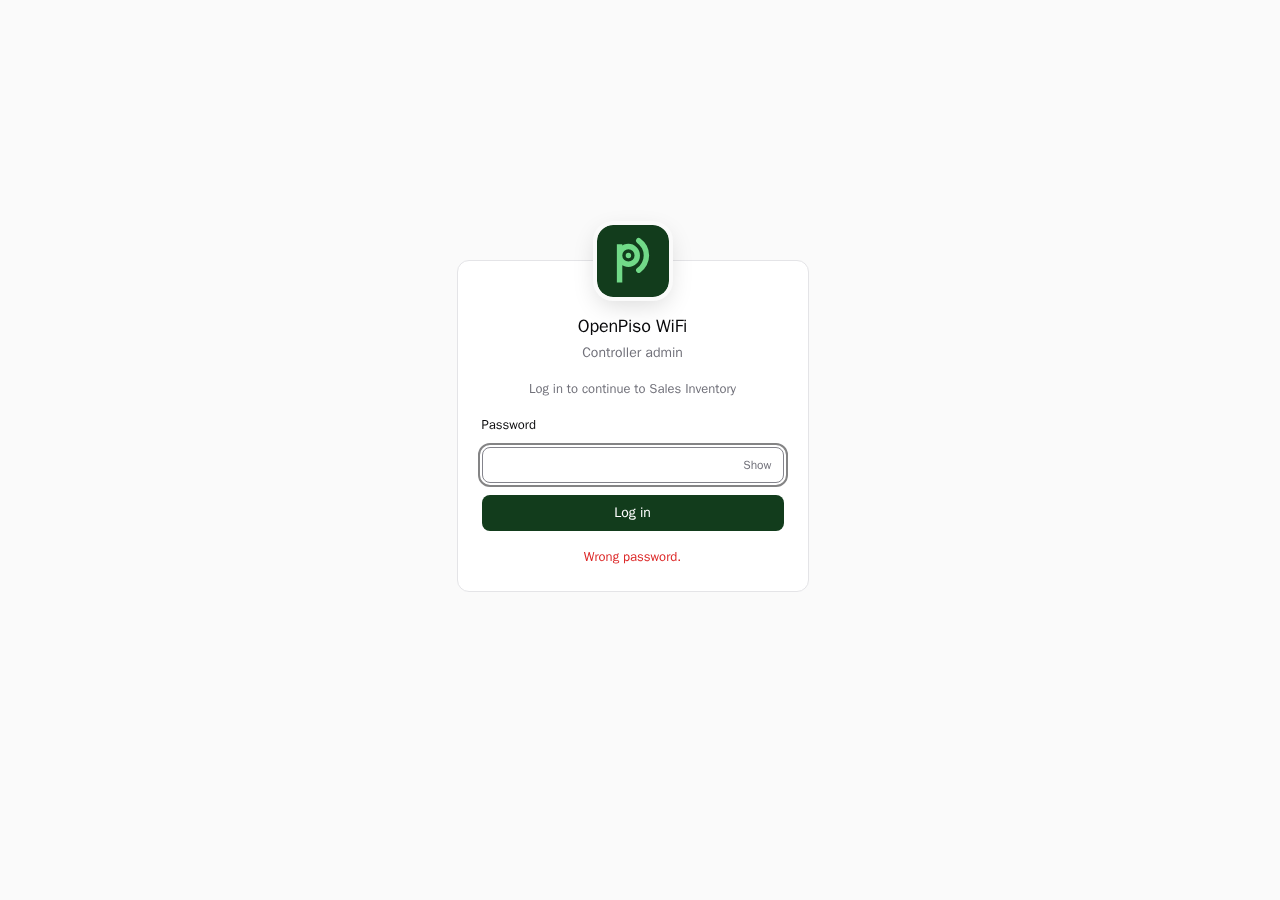 OpenPiso WiFi
Controller admin
Log in to continue to Sales Inventory
Password
Show
Log in
Wrong password.